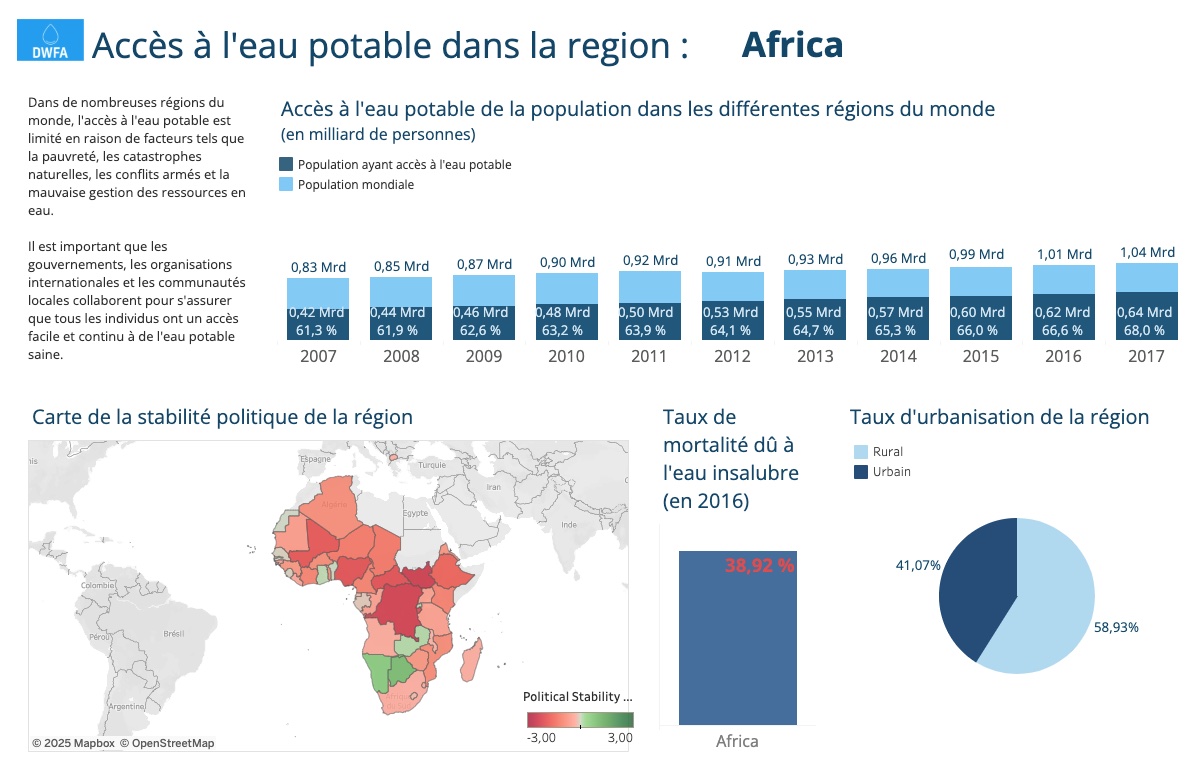 DWFA
Accès à l'eau potable dans la region : Africa
Dans de nombreuses régions du
monde, l'accès à l'eau potable est
limité en raison de facteurs tels que
la pauvreté, les catastrophes
naturelles, les conflits armés et la
mauvaise gestion des ressources en
eau.
Il est important que les
gouvernements, les organisations
internationales et les communautés
locales collaborent pour s'assurer
que tous les individus ont un accès
facile et continu à de l'eau potable
saine.
Accès à l'eau potable de la population dans les différentes régions du monde
(en milliard de personnes)
Population ayant accès à l'eau potable
Population mondiale
0,83 Mrd 0,85 Mrd 0,87 Mrd 0,90 Mrd 0,92 Mrd 0,91 Mrd 0,93 Mrd 0,96 Mrd 0,99 Mrd 1,01 Mrd 1,04 Mrd
0,42 Mrd 0,44 Mrd 0,46 Mrd 0,48 Mrd 0,50 Mrd 0,53 Mrd 0,55 Mrd 0,57 Mrd 0,60 Mrd 0,62 Mrd 0,64 Mrd
61,3 % 61,9 % 62,6 % 63,2 % 63,9 % 64,1 % 64,7 % 65,3 % 66,0 % 66,6 % 68,0 %
2007 2008 2009 2010 2011 2012 2013 2014 2015 2016 2017
Carte de la stabilité politique de la région
Espagne
Turquie
Iran
Algérie
Egypte
Inde
Colombie
Pérou
Brésil
Argentine
Political Stability ...
-3,00 3,00
© 2025 Mapbox © OpenStreetMap
Taux de
mortalité dû à
l'eau insalubre
(en 2016)
38,92 %
Africa
Taux d'urbanisation de la région
Rural
Urbain
41,07%
58,93%